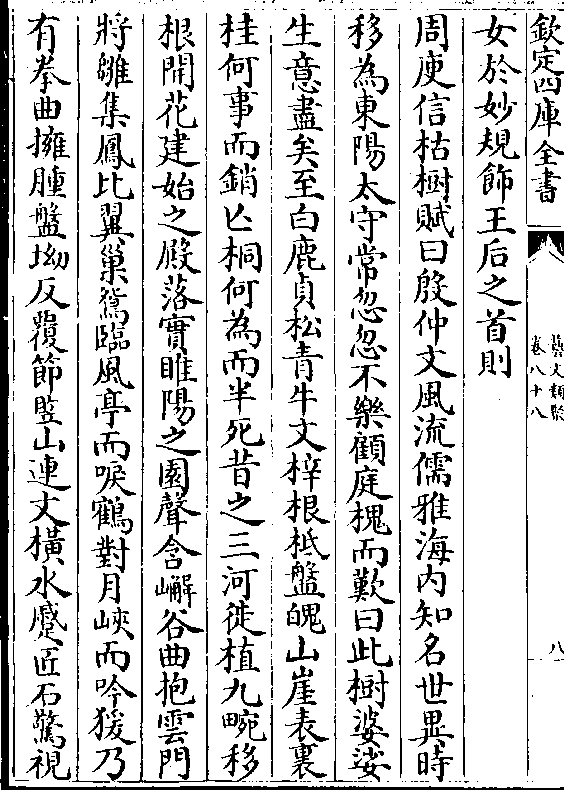 欽定四庫全書
藝文類聚
卷八十八
八
女於妙規飾王后之首則
周庾信枯樹賦曰殷仲文風流儒雅海内知名世異時
移為東陽太守常忽忽不樂顧庭槐而歎曰此樹婆娑
生意盡矣至白鹿貞松青牛文梓根柢盤魄山崖表裏
桂何事而銷亾桐何為而半死昔之三河徙植九畹移
根開花建始之殿落實睢陽之園聲含嶰谷曲抱雲門
將雛集鳳比翼巢鴛臨風亭而唳鶴對月峽而吟猨乃
有拳曲擁腫盤坳反覆節豎山連文橫水蹙匠石驚視